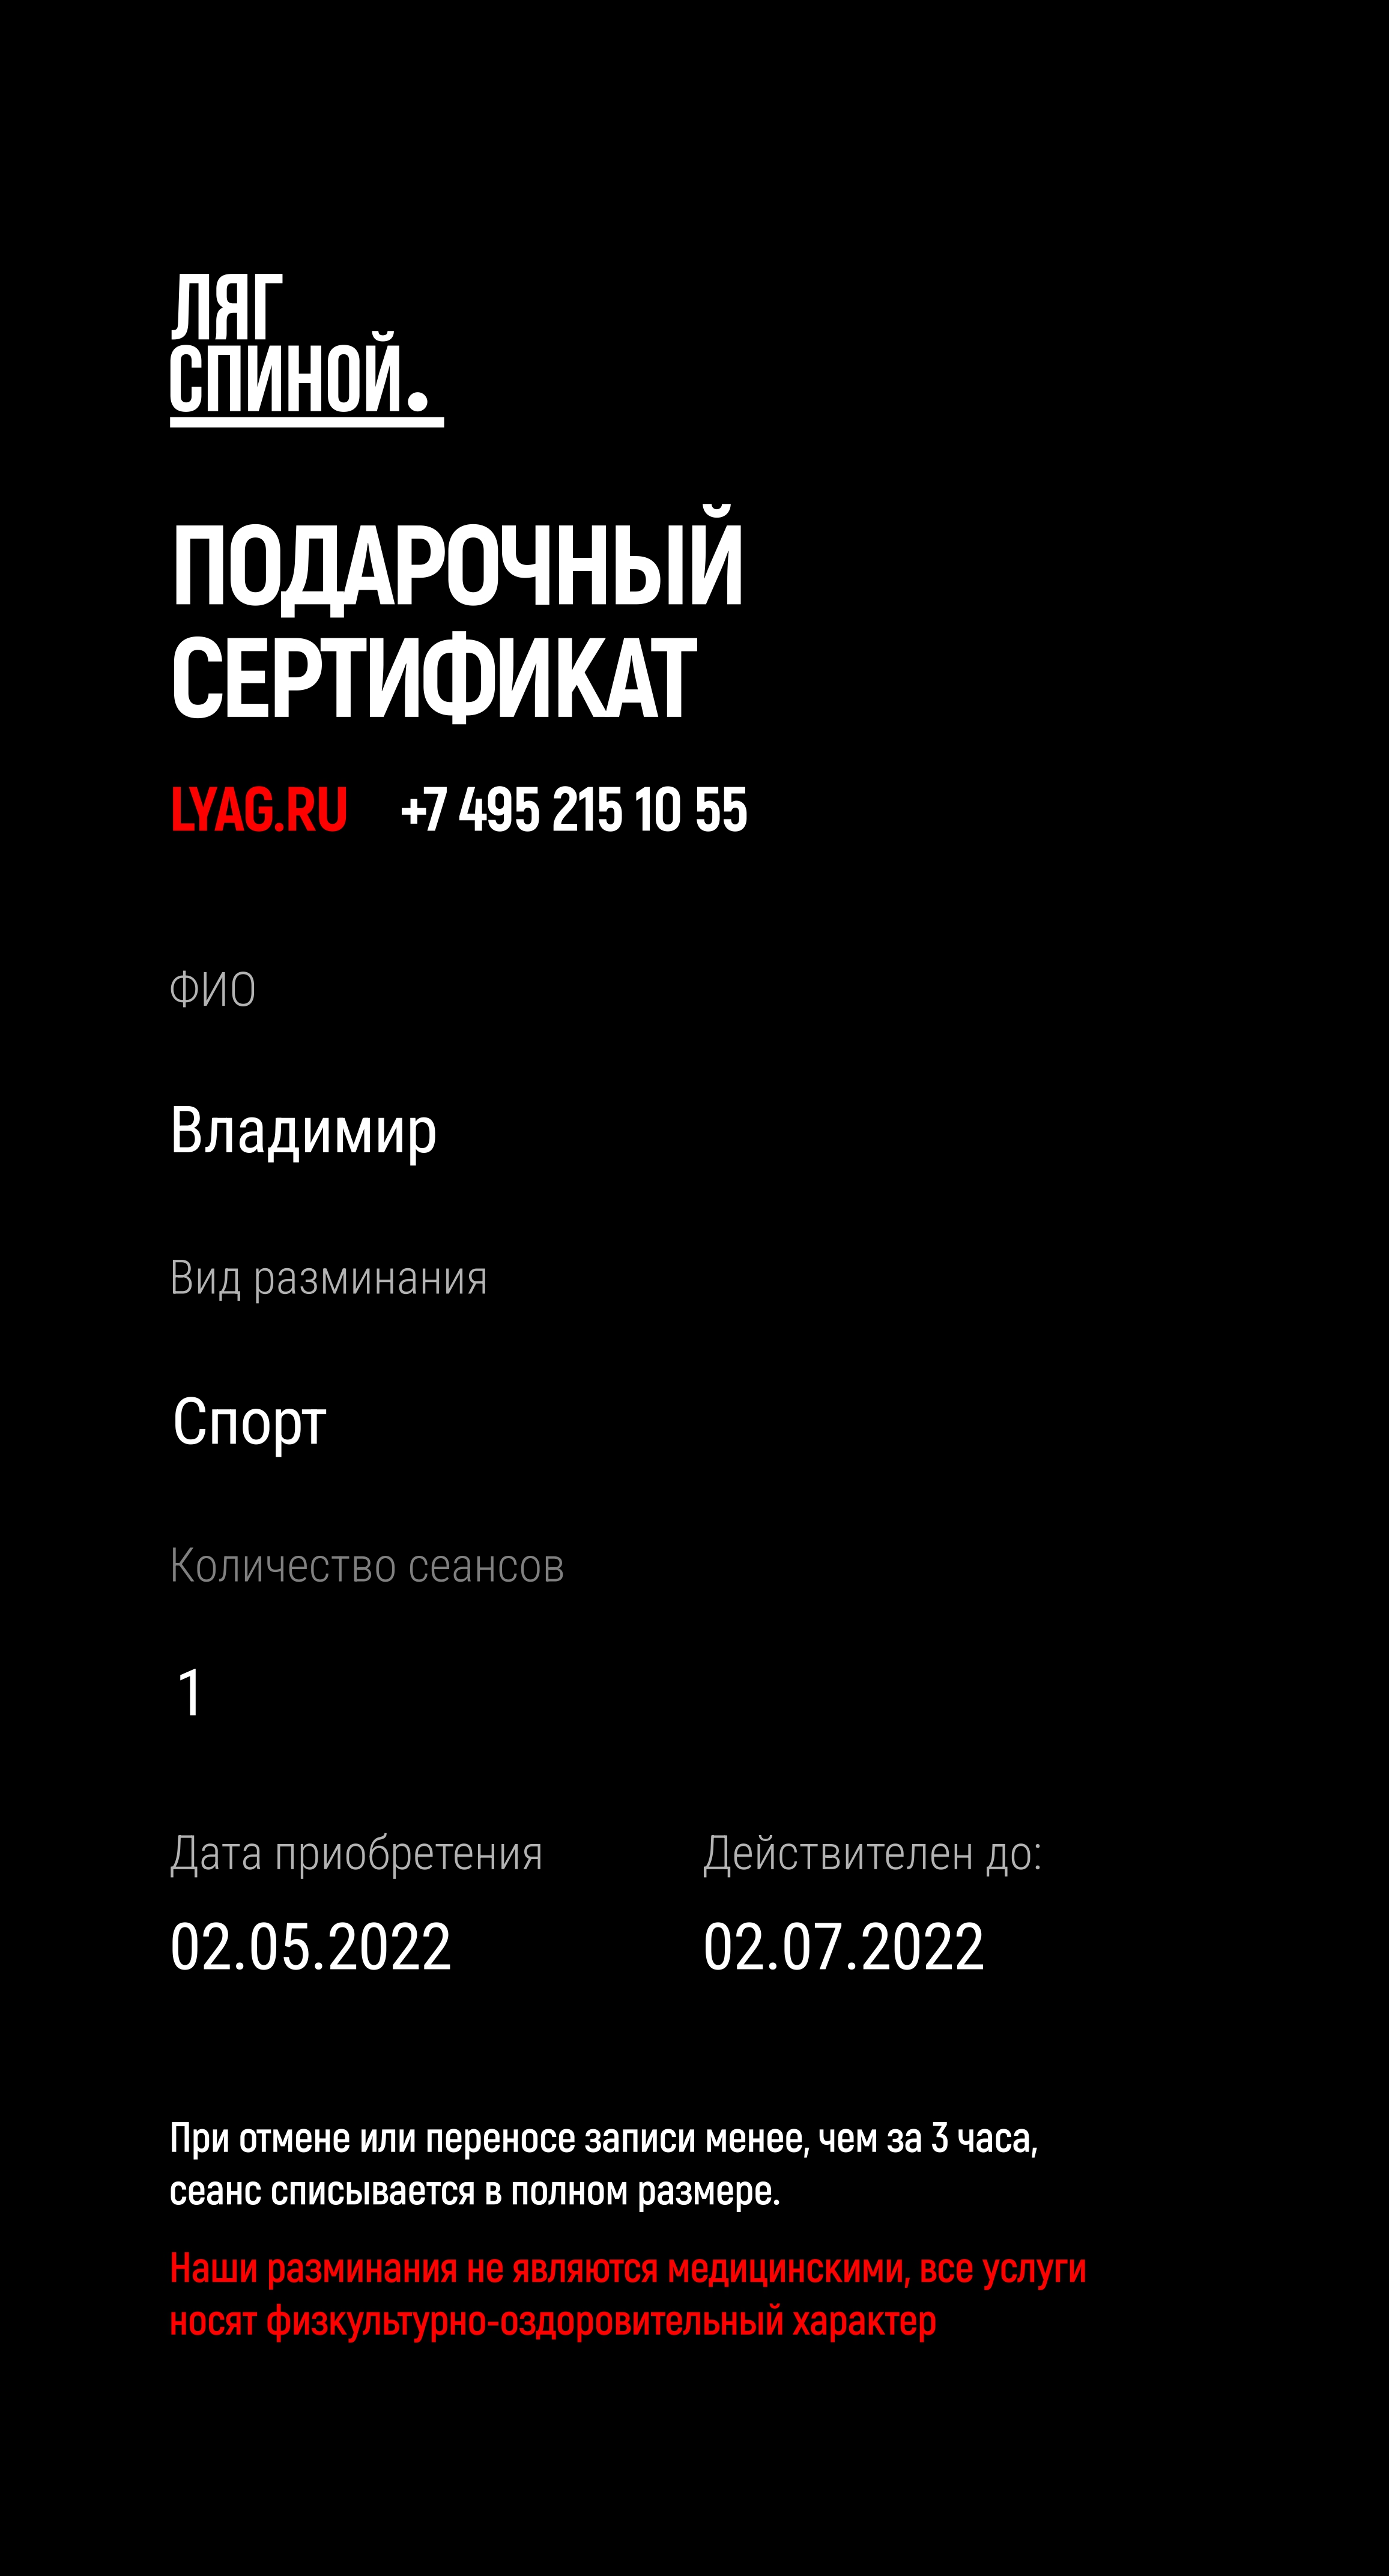 ЛЯГ
СПИНОЙ.
ПОДАРОЧНЫЙ
СЕРТИФИКАТ
LYAG.RU +7 495 215 10 55
ФИО
Владимир
Вид разминания
Спорт
Количество сеансов
1
Дата приобретения Действителен до:
02.05.2022 02.07.2022
При отмене или переносе записи менее, чем за 3 часа,
сеанс списывается в полном размере.
Наши разминания не являются медицинскими, все услуги
носят физкультурно-оздоровительный характер